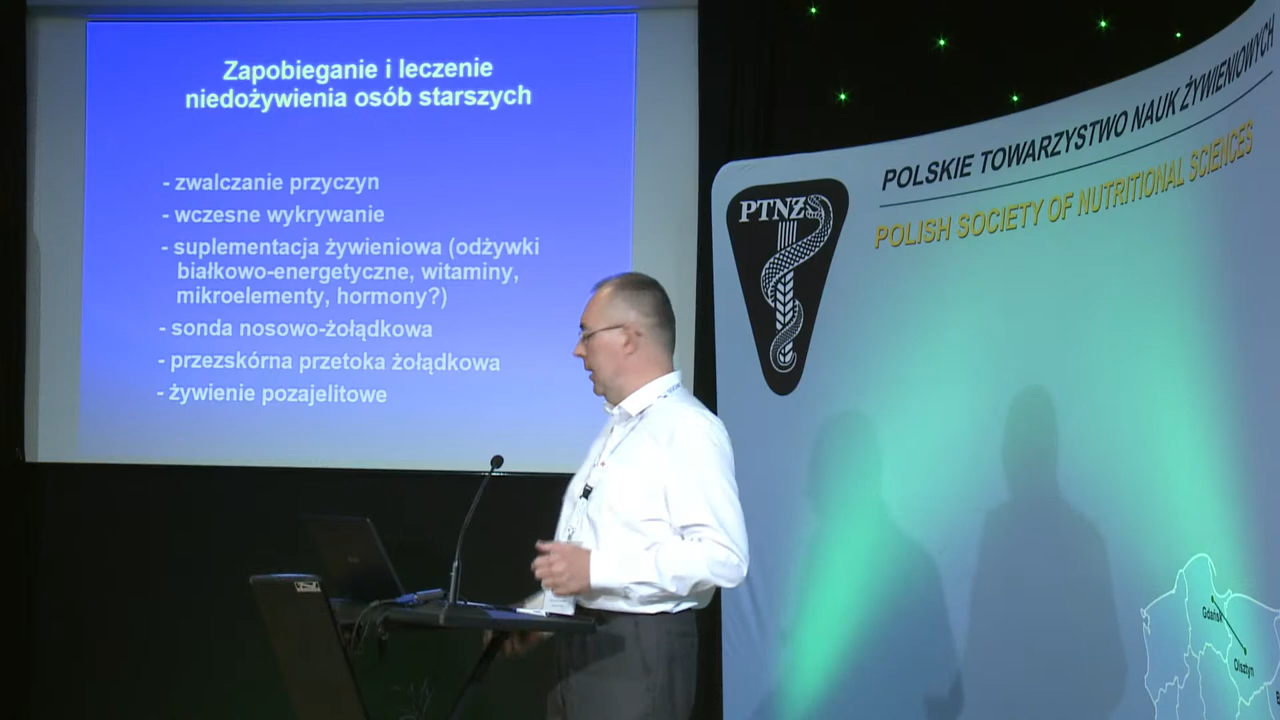 Zapobieganie i leczenie
niedożywienia osób starszych
- zwalczanie przyczyn
- wczesne wykrywanie
- suplementacja żywieniowa (odżywki
białkowo-energetyczne, witaminy,
mikroelementy, hormony?)
- sonda nosowo-żołądkowa
- przezskórna przetoka żołądkowa
- żywienie pozajelitowe
POLSKIE TOWARZYSTWO NAUK ŻYWIENIOWYCH
POLISH SOCIETY OF NUTRITIONAL SCIENCES
PTNŻ
Gdańsk
Olsztyn